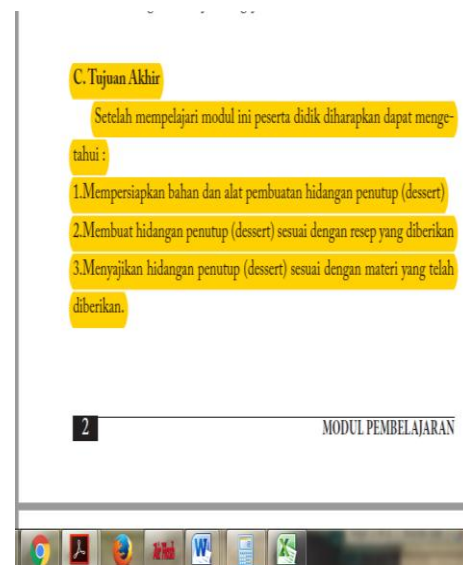 C. Tujuan Akhir
Setelah mempelajari modul ini peserta didik diharapkan dapat menge-
tahui :
1.Mempersiapkan bahan dan alat pembuatan hidangan penutup (dessert)
2.Membuat hidangan penutup (dessert) sesuai dengan resep yang diberikan
3.Menyajikan hidangan penutup (dessert) sesuai dengan materi yang telah
diberikan.
2 MODUL PEMBELAJARAN